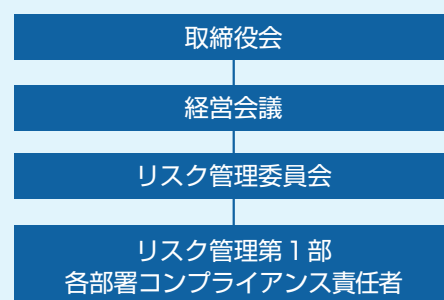 取締役会
経営会議
リスク管理委員会
リスク管理第１部
各部署コンプライアンス責任者